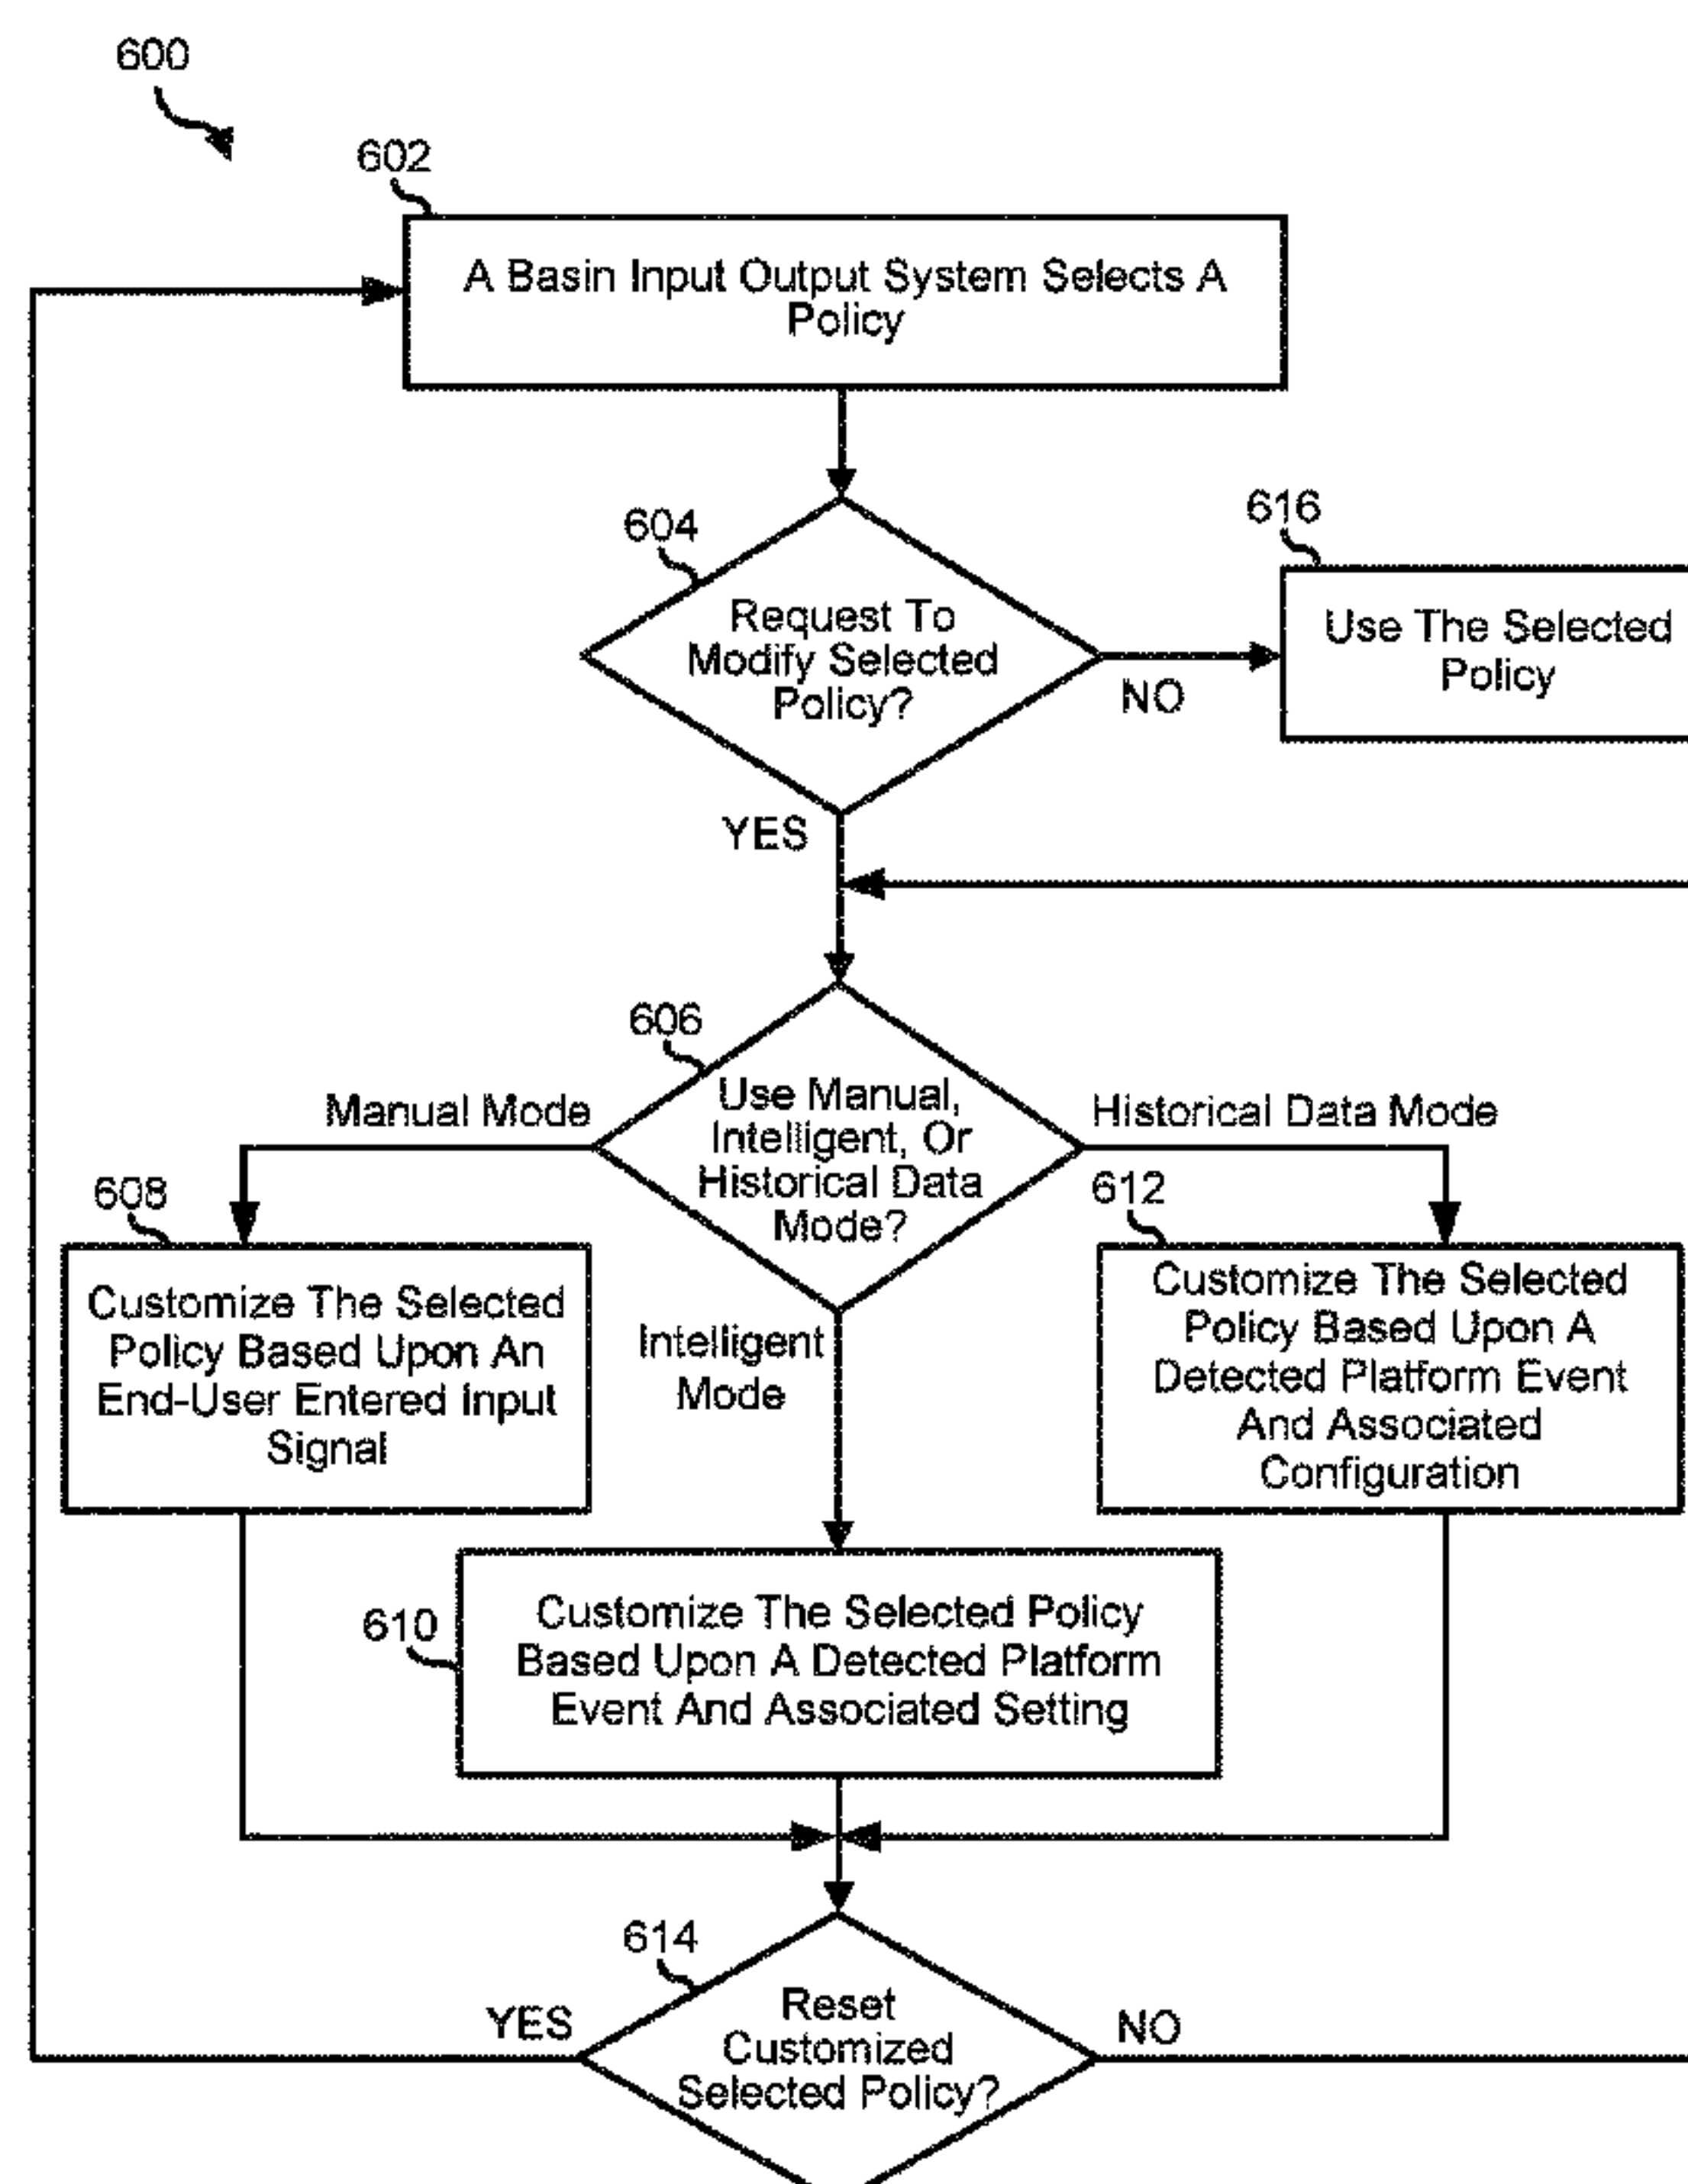 600
602
A Basin Input Output System Selects A
Policy
604
Request To
Modify Selected
Policy?
616
Use The Selected
Policy
NO
YES
606
Use Manual,
Intelligent, Or
Historical Data
Mode?
Manual Mode
Historical Data Mode
608
Customize The Selected
Policy Based Upon An
End-User Entered Input
Signal
Intelligent
Mode
612
Customize The Selected
Policy Based Upon A
Detected Platform Event
And Associated
Configuration
610
Customize The Selected Policy
Based Upon A Detected Platform
Event And Associated Setting
614
Reset
Customized
Selected Policy?
YES
NO